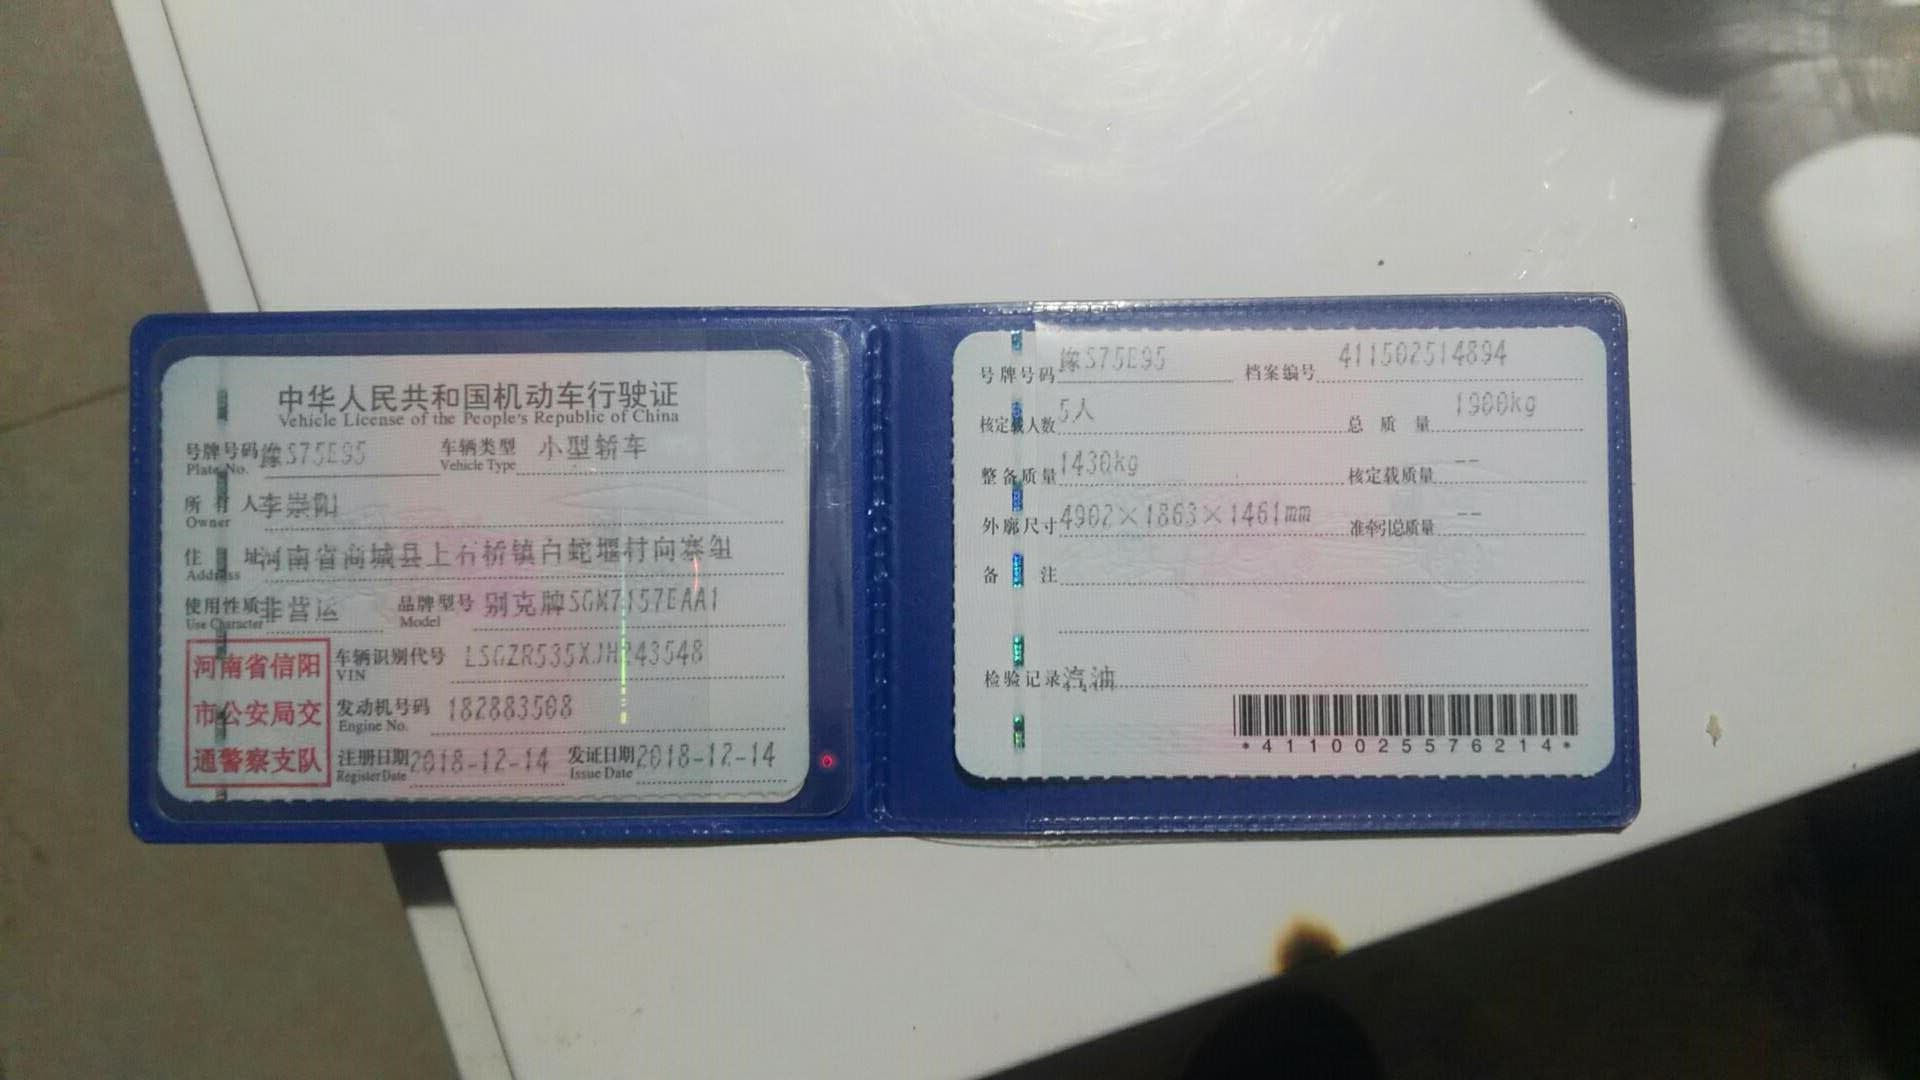 中华人民共和国机动车行驶证
Vehicle License of the People's Republic of China
号牌号码 豫S75E95 车辆类型 小型轿车
Plate No. Vehicle Type
所有人 李崇阳
Owner
住址 河南省商城县上石桥镇白蛇堰村向寨组
Address
使用性质 非营运 品牌型号 别克牌SGM7157EAA1
Use Character Model
河南省信阳
市公安局交
通警察支队
车辆识别代号 LSGZR535XJH243548
VIN
发动机号码 182883508
Engine No.
注册日期 2018-12-14 发证日期 2018-12-14
Register Date Issue Date
号牌号码 豫S75E95 档案编号 411502514894
核定载人数 5人 总质量 1900kg
整备质量 1430kg 核定载质量 --
外廓尺寸 4902×1863×1461mm 准牵引总质量 --
备注
检验记录 汽油
*4110025576214*